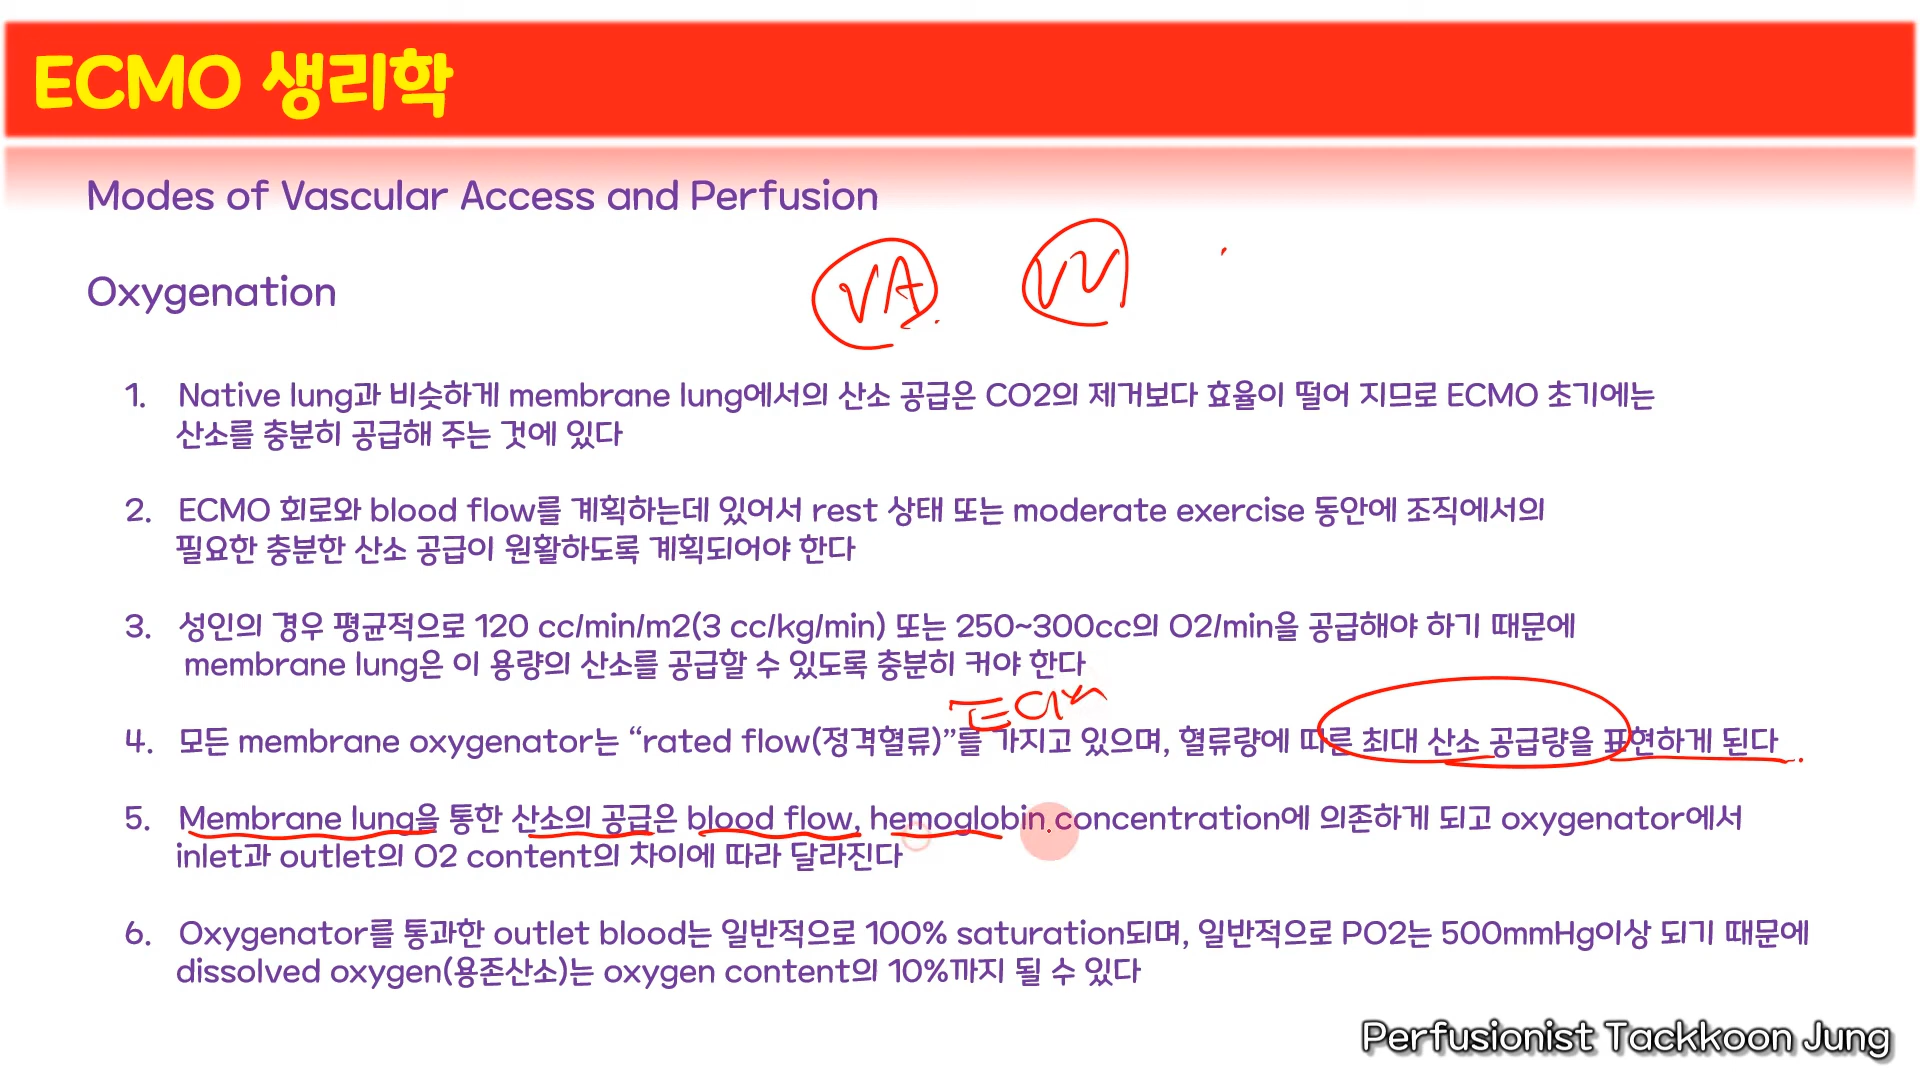 ECMO 생리학
Modes of Vascular Access and Perfusion
VA VV
Oxygenation
1. Native lung과 비슷하게 membrane lung에서의 산소 공급은 CO2의 제거보다 효율이 떨어 지므로 ECMO 초기에는
산소를 충분히 공급해 주는 것에 있다
2. ECMO 회로와 blood flow를 계획하는데 있어서 rest 상태 또는 moderate exercise 동안에 조직에서의
필요한 충분한 산소 공급이 원활하도록 계획되어야 한다
3. 성인의 경우 평균적으로 120 cc/min/m2(3 cc/kg/min) 또는 250~300cc의 O2/min을 공급해야 하기 때문에
membrane lung은 이 용량의 산소를 공급할 수 있도록 충분히 커야 한다
4. 모든 membrane oxygenator는 “rated flow(정격혈류)”를 가지고 있으며, 혈류량에 따른 최대 산소 공급량을 표현하게 된다
5. Membrane lung을 통한 산소의 공급은 blood flow, hemoglobin concentration에 의존하게 되고 oxygenator에서
inlet과 outlet의 O2 content의 차이에 따라 달라진다
6. Oxygenator를 통과한 outlet blood는 일반적으로 100% saturation되며, 일반적으로 PO2는 500mmHg이상 되기 때문에
dissolved oxygen(용존산소)는 oxygen content의 10%까지 될 수 있다
Perfusionist Tackkoon Jung